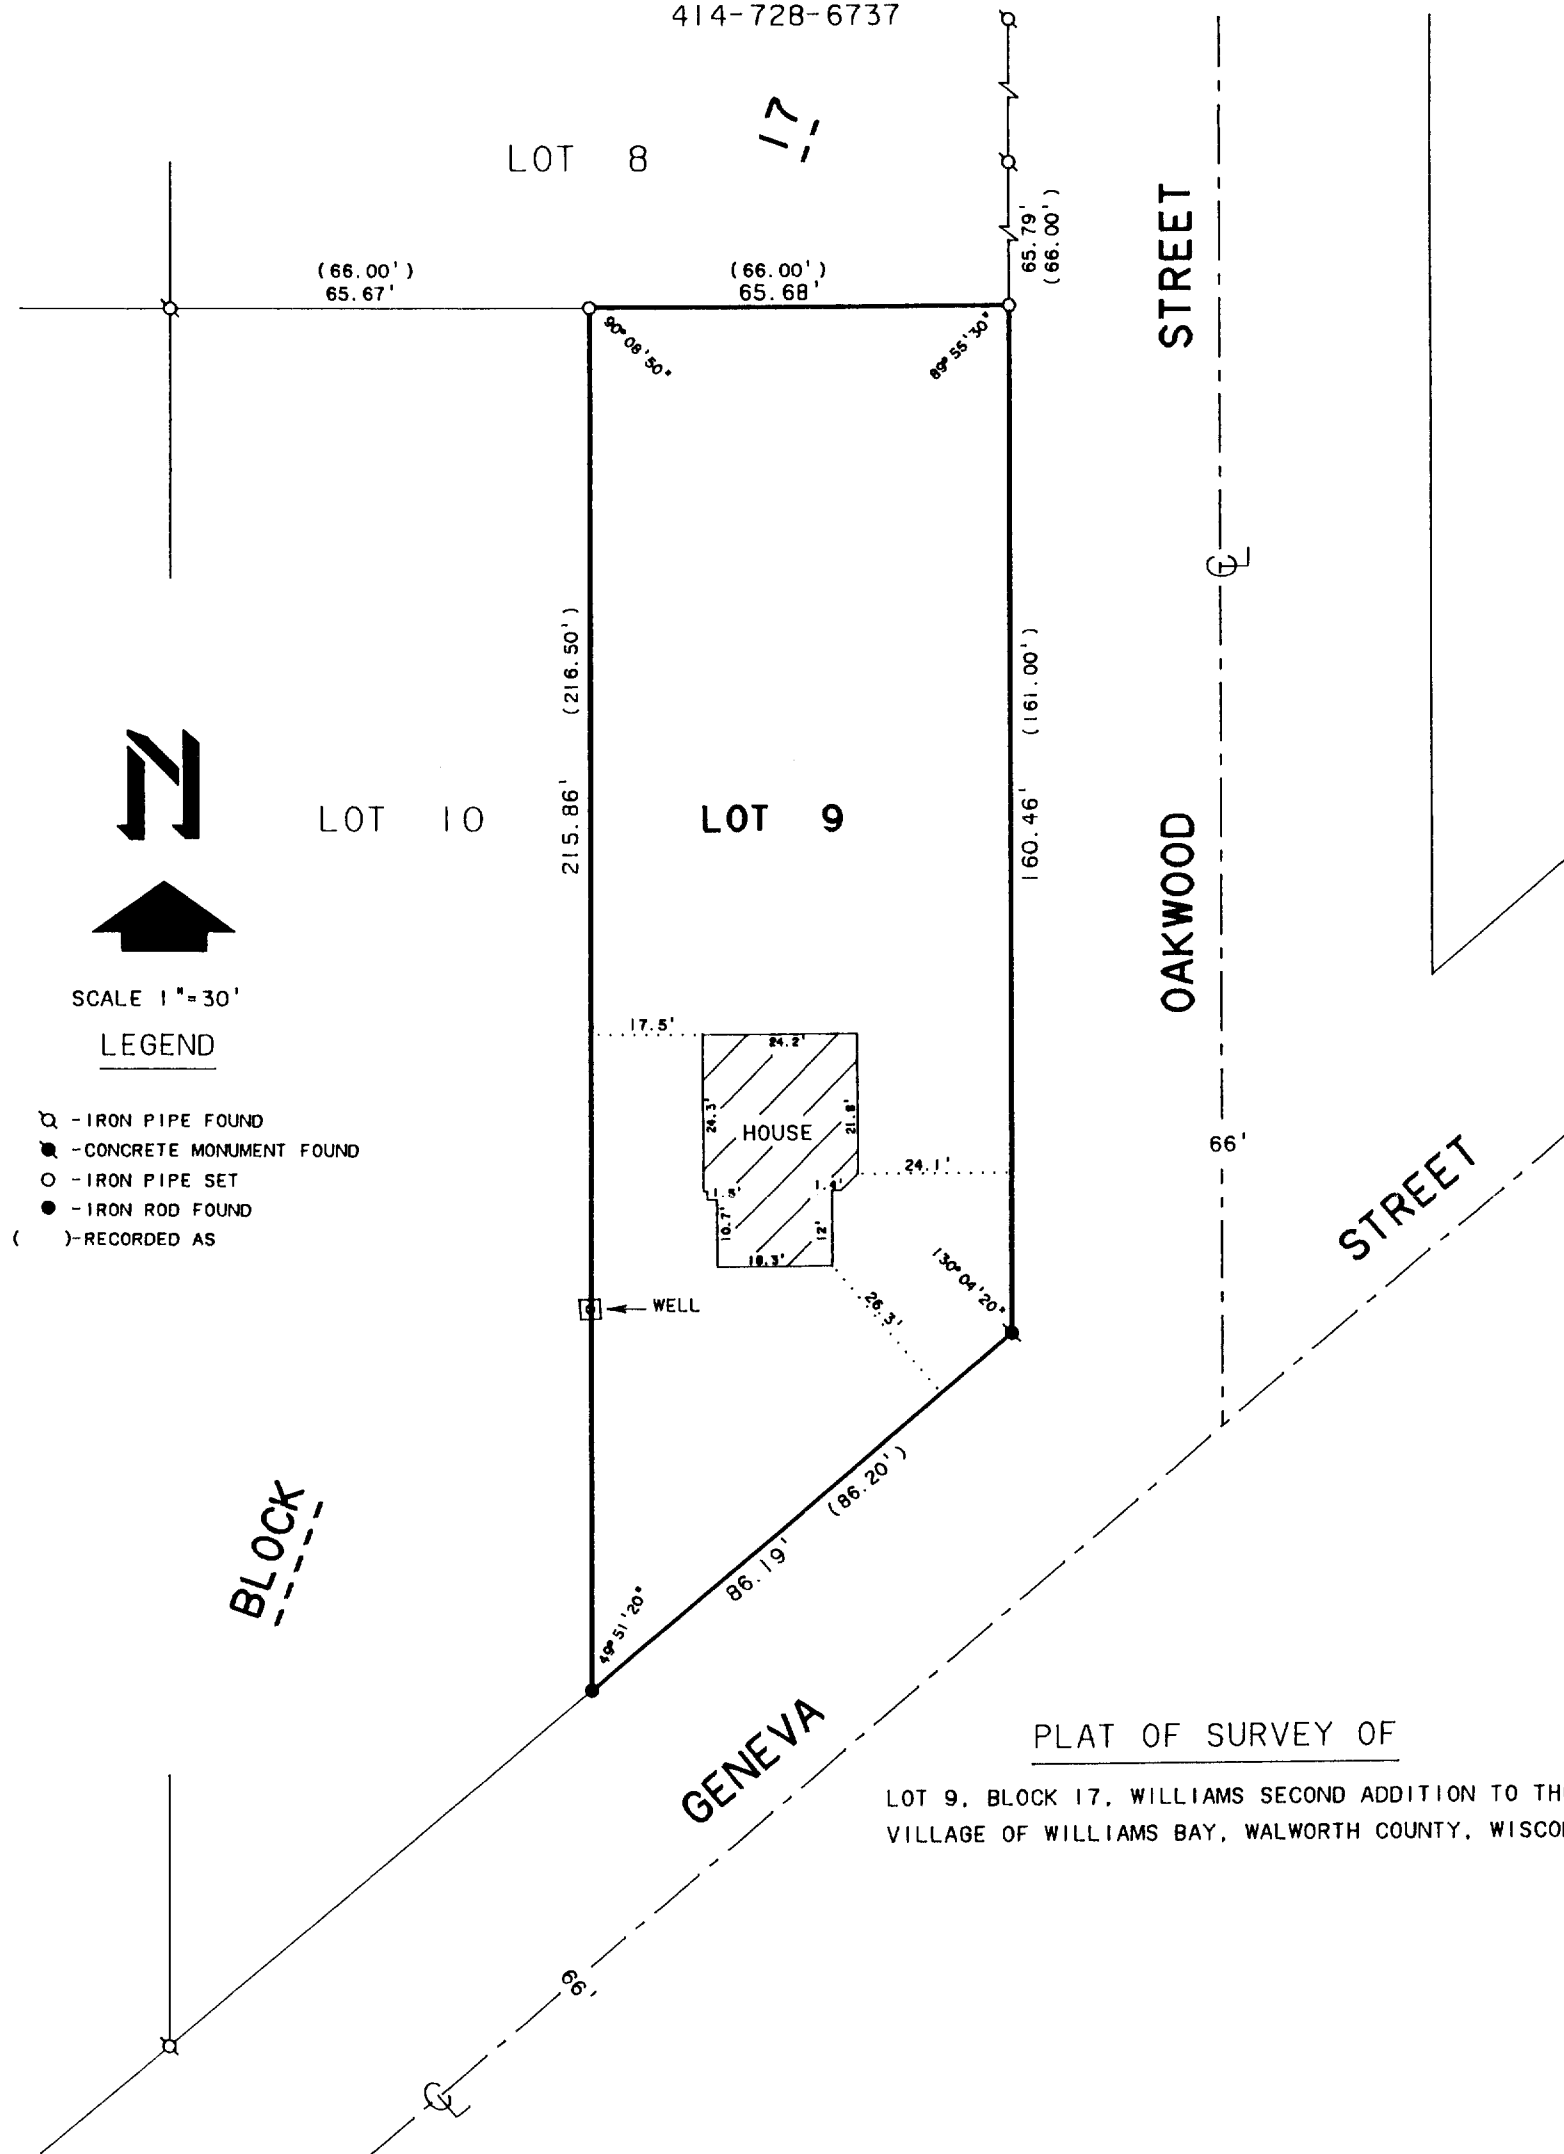 414-728-6737
17
LOT 8
STREET
65.79'
(66.00')
(66.00')
65.67'
(66.00')
65.68'
90°08'50"
89°55'30"
(216.50')
215.86'
(161.00')
160.46'
N
LOT 10
LOT 9
OAKWOOD
CL
SCALE 1"=30'
LEGEND
-IRON PIPE FOUND
-CONCRETE MONUMENT FOUND
-IRON PIPE SET
-IRON ROD FOUND
( )-RECORDED AS
17.5'
24.2'
24.3'
21.8'
HOUSE
24.1'
1.5'
1.4'
10.7'
12'
18.3'
66'
STREET
WELL
26.3'
130°04'20"
(86.20')
86.19'
49°51'20"
BLOCK
GENEVA
PLAT OF SURVEY OF
LOT 9, BLOCK 17, WILLIAMS SECOND ADDITION TO TH
VILLAGE OF WILLIAMS BAY, WALWORTH COUNTY, WISCO
66'
CL